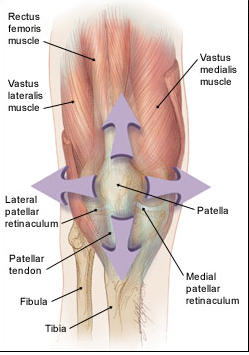 Rectus
femoris
muscle
Vastus
medialis
muscle
Vastus
lateralis
muscle
Lateral
patellar
retinaculum
Patella
Patellar
tendon
Medial
patellar
retinaculum
Fibula
Tibia